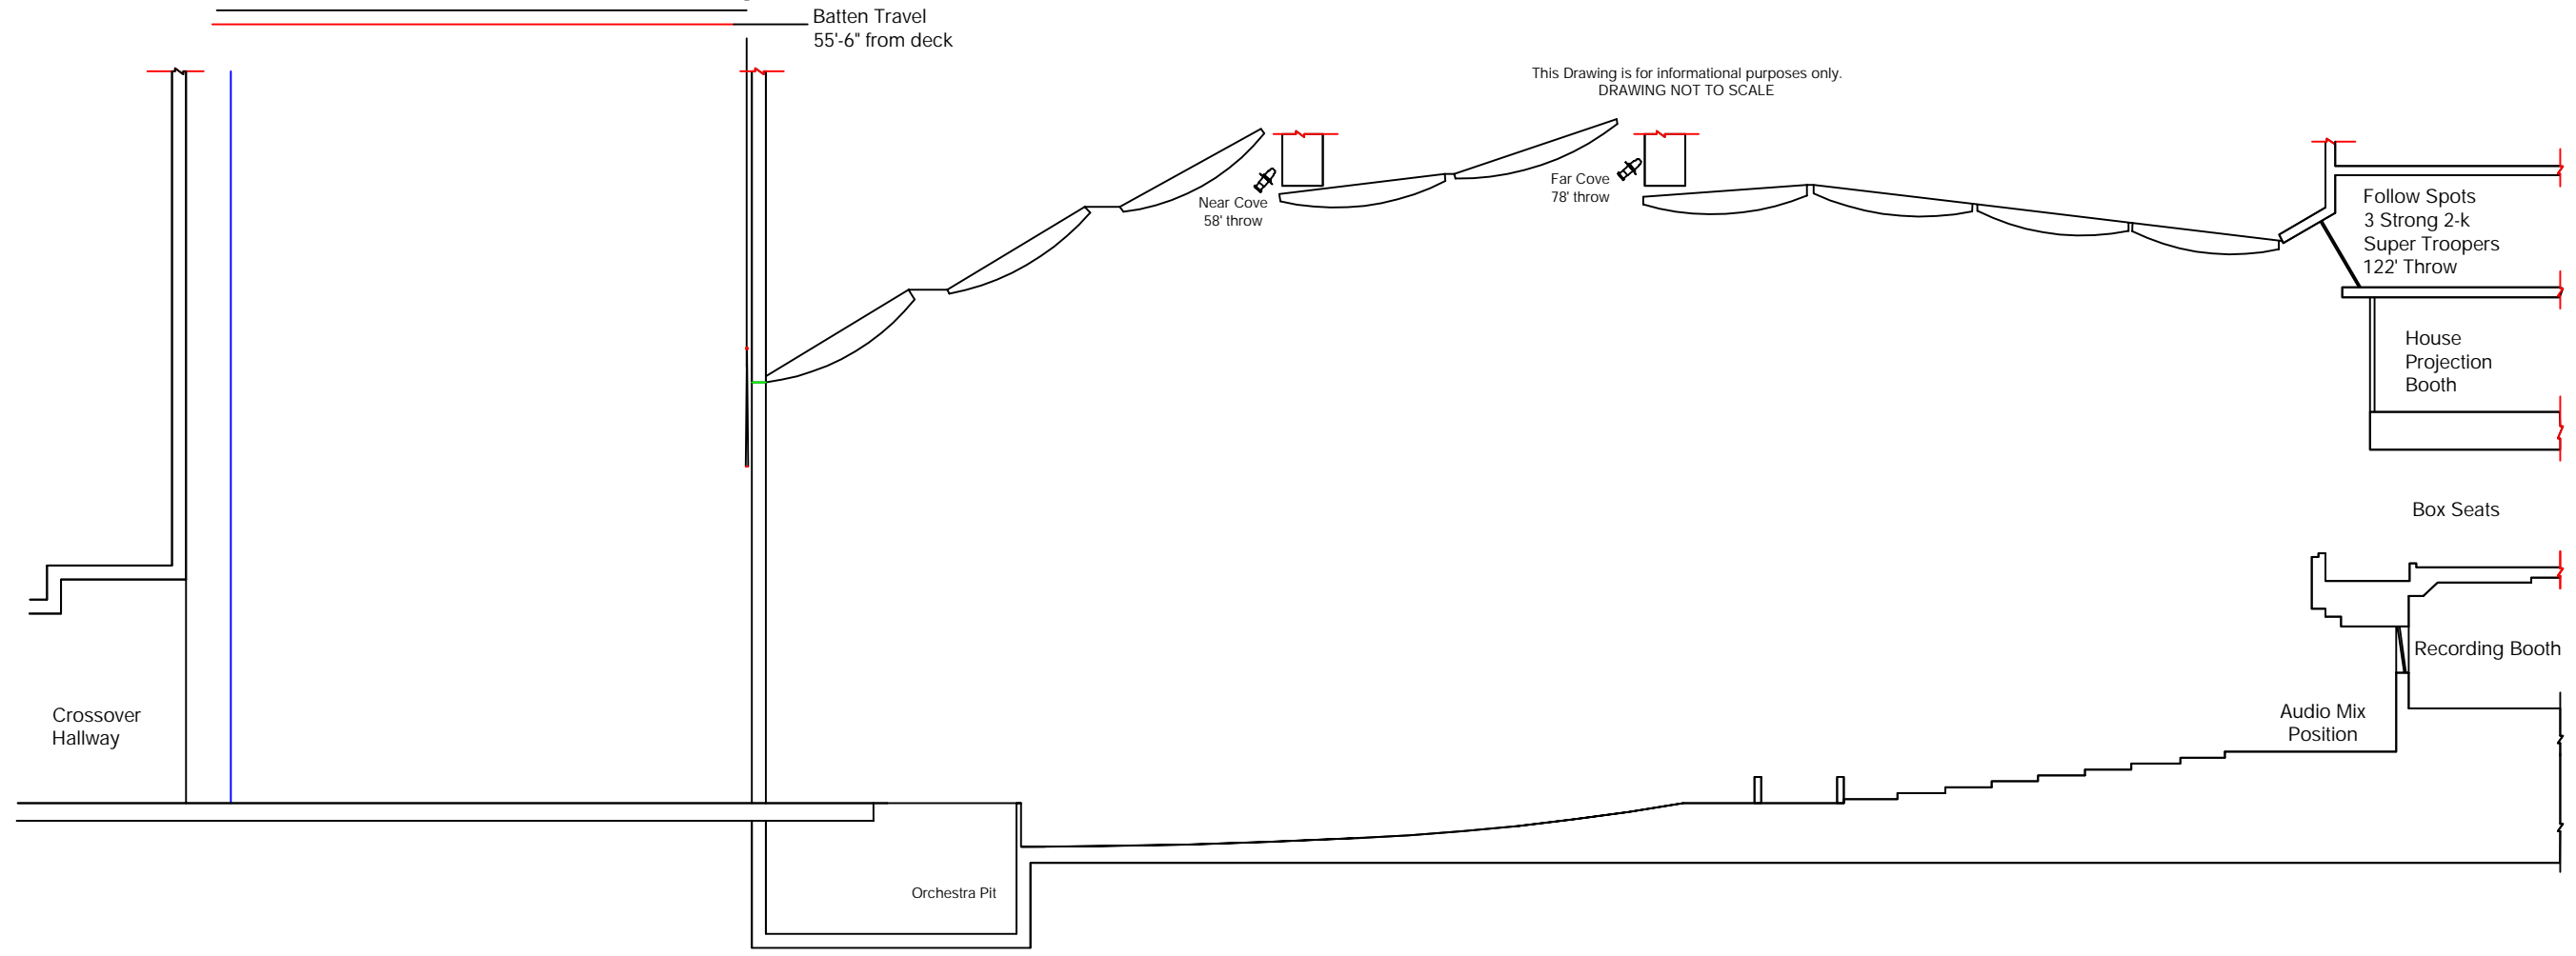 Batten Travel
55'-6" from deck
This Drawing is for informational purposes only.
DRAWING NOT TO SCALE
Near Cove
58' throw
Far Cove
78' throw
Follow Spots
3 Strong 2-k
Super Troopers
122' Throw
House
Projection
Booth
Box Seats
Recording Booth
Audio Mix
Position
Crossover
Hallway
Orchestra Pit